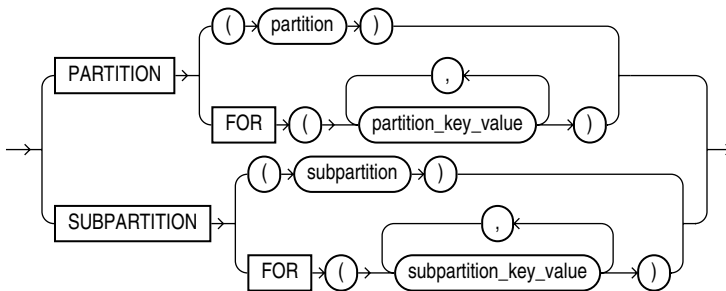 ( partition )
PARTITION
,
FOR ( partition_key_value )
( subpartition )
SUBPARTITION
,
FOR ( subpartition_key_value )